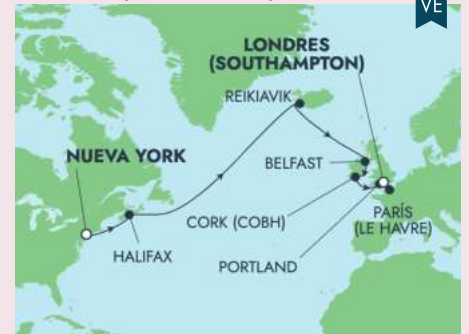 VE
LONDRES
(SOUTHAMPTON)
REIKIAVIK
NUEVA YORK
BELFAST
CORK (COBH)
PARÍS
(LE HAVRE)
HALIFAX
PORTLAND